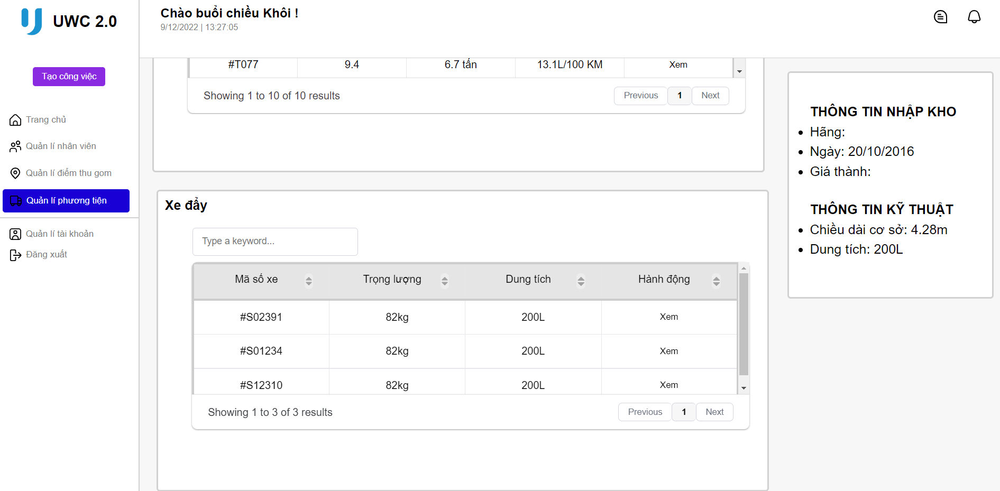 UWC 2.0
Tạo công việc
Trang chủ
Quản lí nhân viên
Quản lí điểm thu gom
Quản lí phương tiện
Quản lí tài khoản
Đăng xuất
Chào buổi chiều Khôi !
9/12/2022 | 13:27:05
#T077 9.4 6.7 tấn 13.1L/100 KM Xem
Showing 1 to 10 of 10 results Previous 1 Next
Xe đẩy
Type a keyword...
Mã số xe Trọng lượng Dung tích Hành động
#S02391 82kg 200L Xem
#S01234 82kg 200L Xem
#S12310 82kg 200L Xem
Showing 1 to 3 of 3 results Previous 1 Next
THÔNG TIN NHẬP KHO
Hãng:
Ngày: 20/10/2016
Giá thành:
THÔNG TIN KỸ THUẬT
Chiều dài cơ sở: 4.28m
Dung tích: 200L